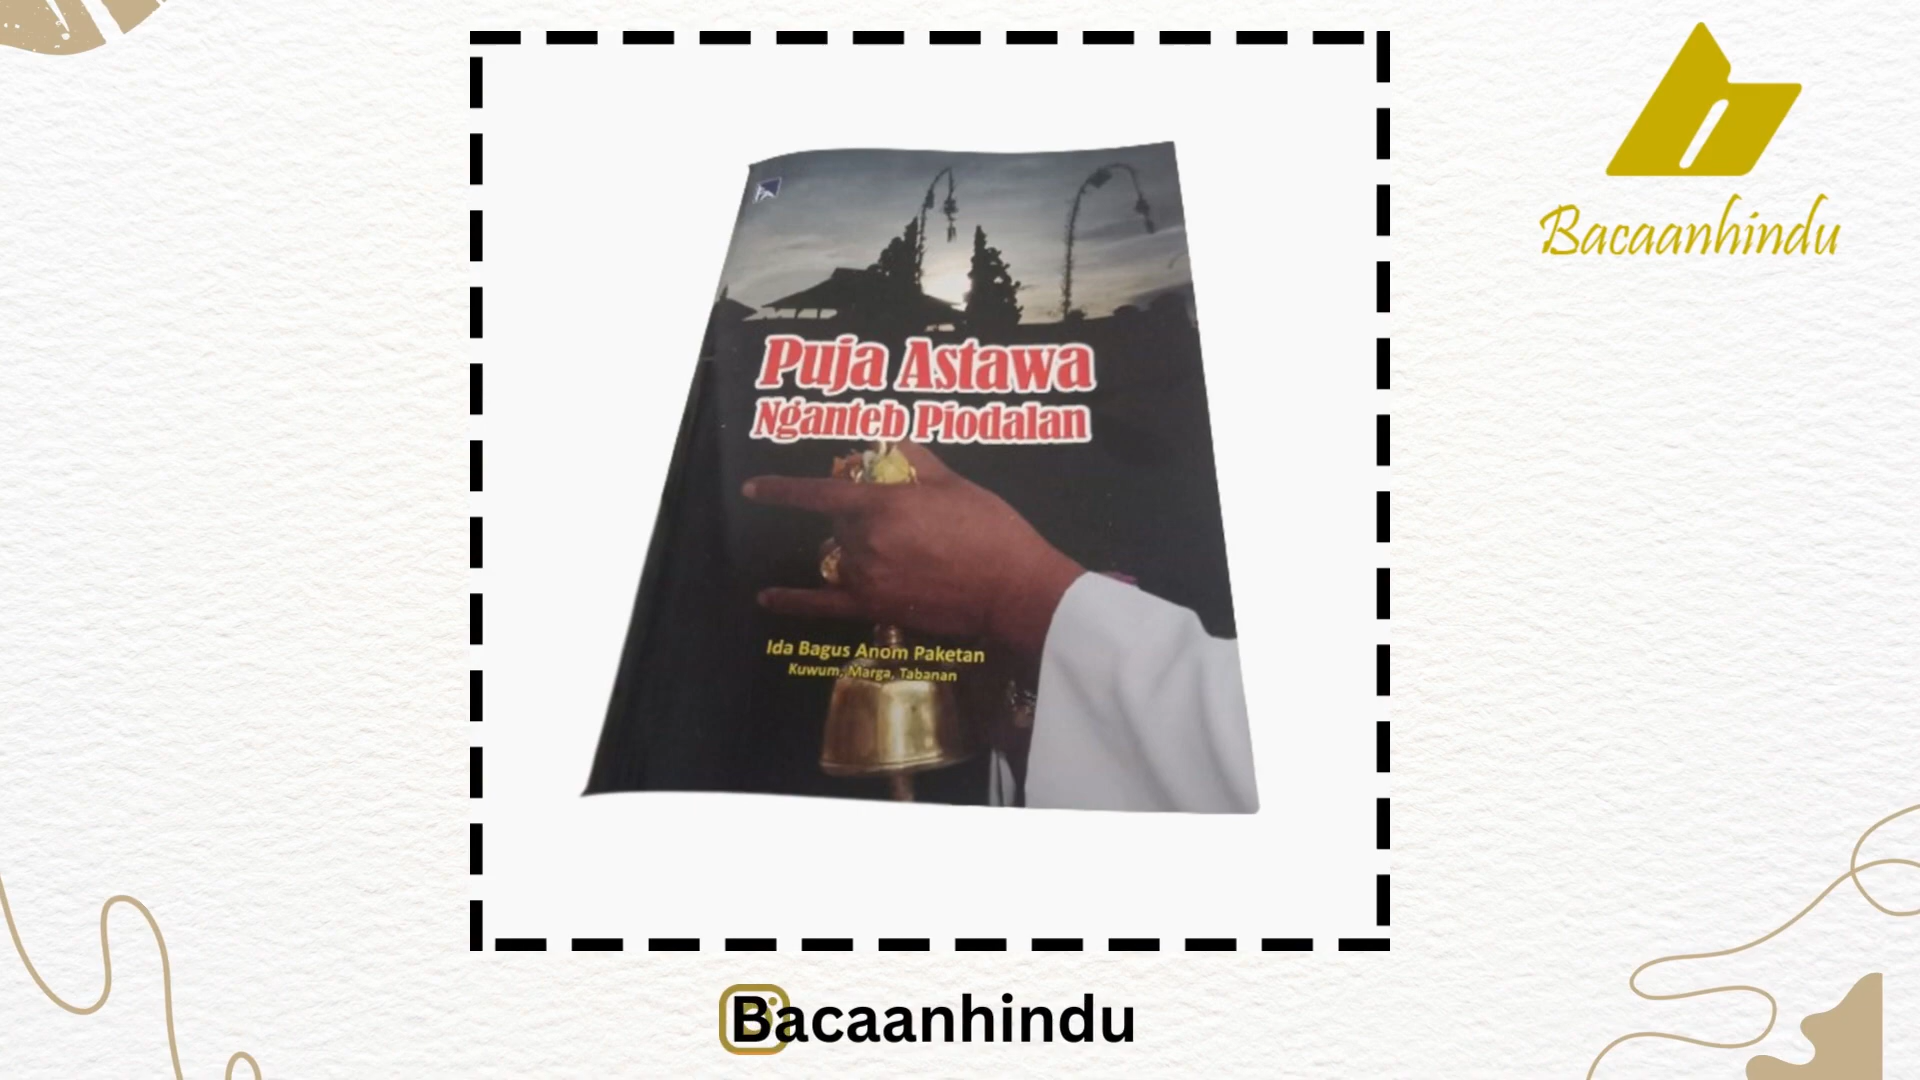 Bacaanhindu
Puja Astawa
Nganteb Piodalan
Ida Bagus Anom Paketan
Kuwum, Marga, Tabanan
Bacaanhindu